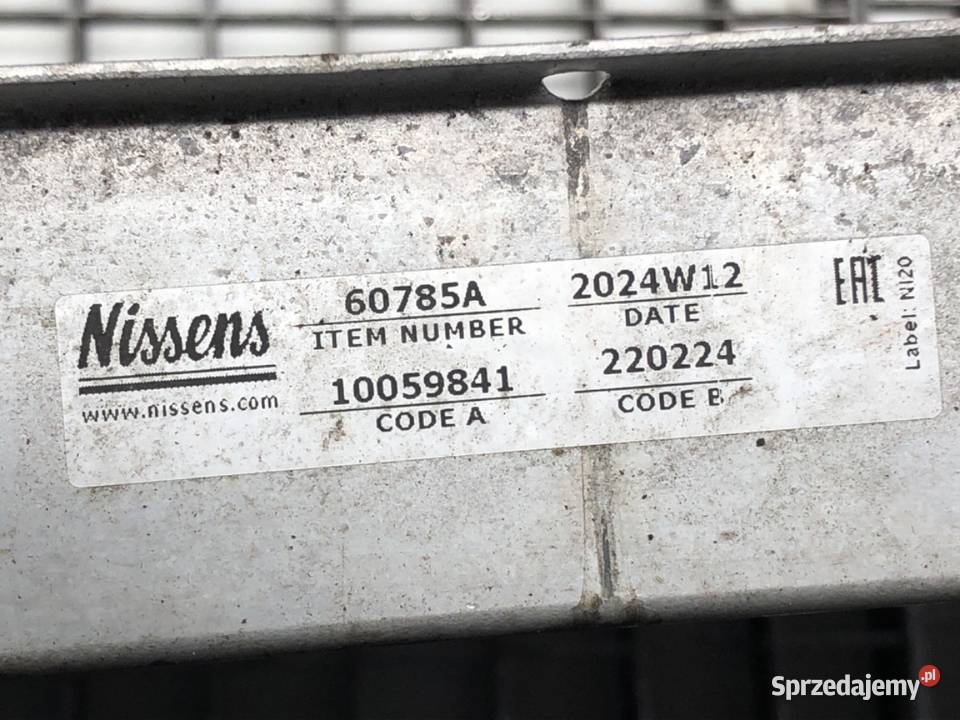 Nissens
www.nissens.com
60785A
ITEM NUMBER
10059841
CODE A
2024W12
DATE
220224
CODE B
EAC
Label: NI20
Sprzedajemy.pl